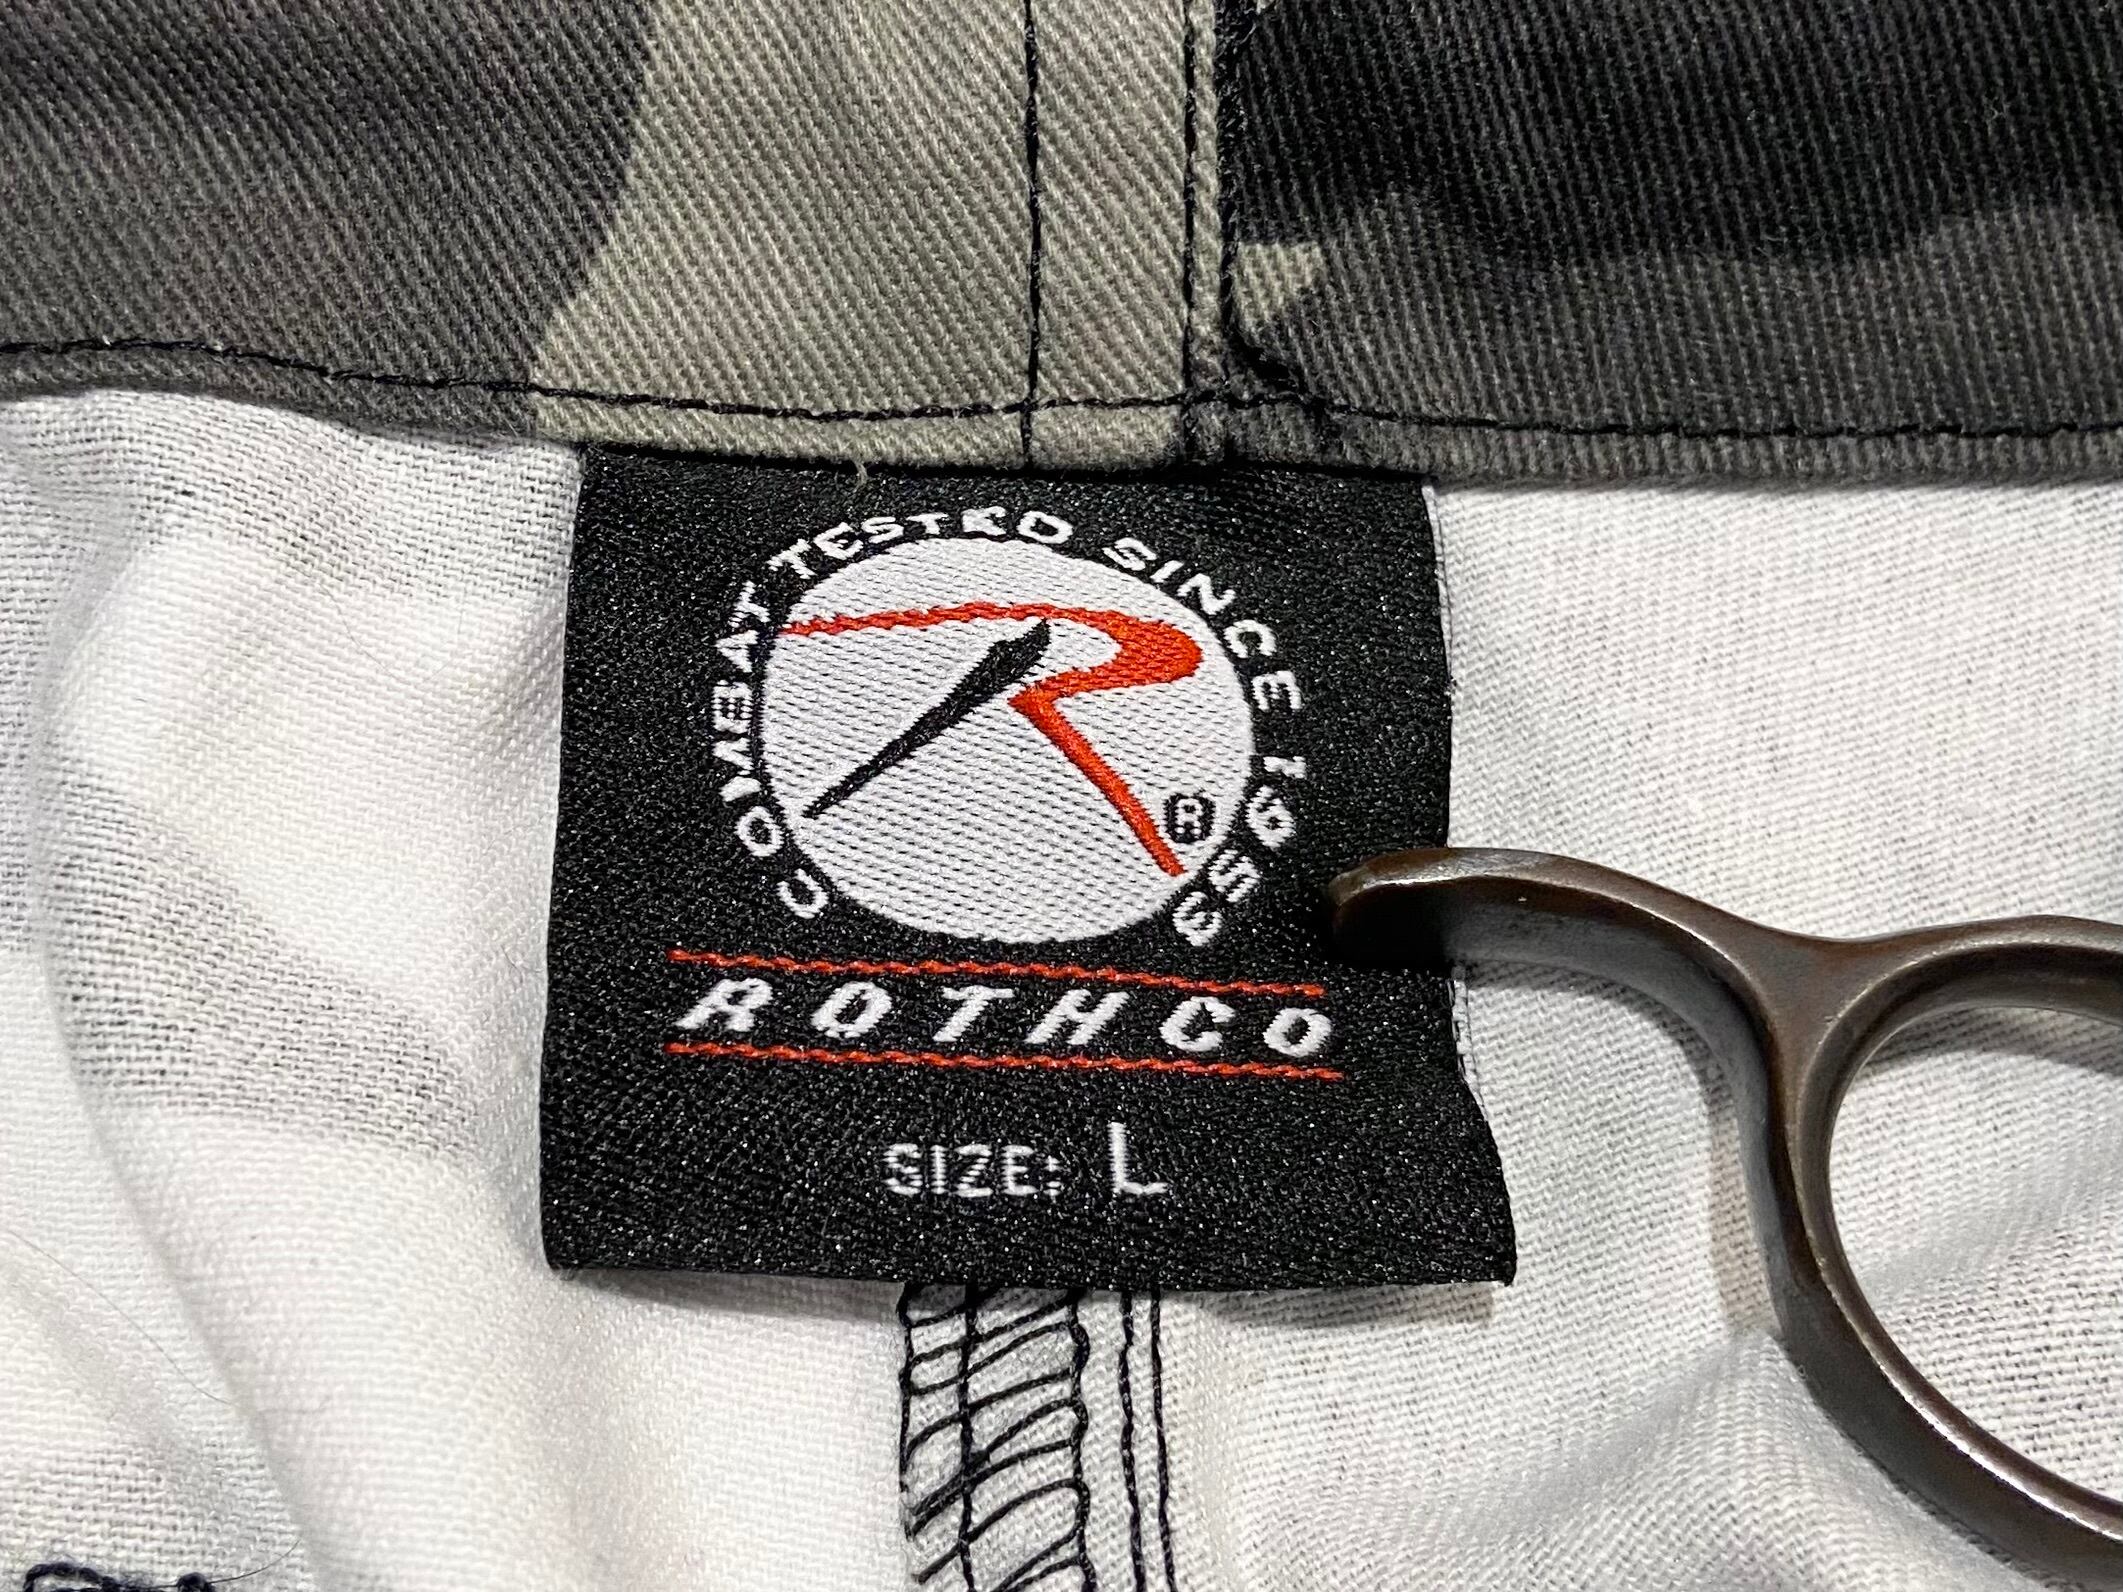 COMBAT TESTED SINCE 1953
R
®
ROTHCO
SIZE: L